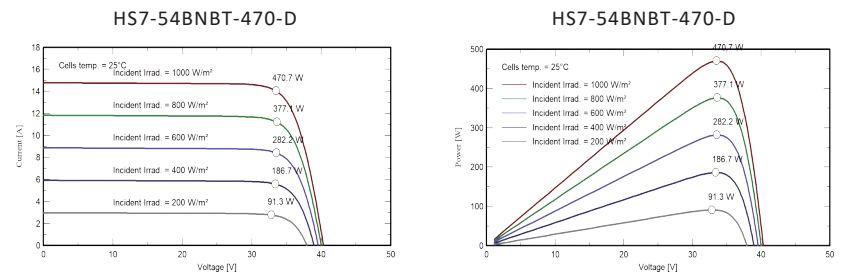 HS7-54BNBT-470-D
18
16
14
12
10
8
6
4
2
0
Current [A]
Cells temp. = 25°C
Incident Irrad. = 1000 W/m²
470.7 W
Incident Irrad. = 800 W/m²
377.1 W
Incident Irrad. = 600 W/m²
282.2 W
Incident Irrad. = 400 W/m²
186.7 W
Incident Irrad. = 200 W/m²
91.3 W
0 10 20 30 40 50
Voltage [V]
HS7-54BNBT-470-D
500
400
300
200
100
0
Power [W]
Cells temp. = 25°C
Incident Irrad. = 1000 W/m²
Incident Irrad. = 800 W/m²
Incident Irrad. = 600 W/m²
Incident Irrad. = 400 W/m²
Incident Irrad. = 200 W/m²
470.7 W
377.1 W
282.2 W
186.7 W
91.3 W
0 10 20 30 40 50
Voltage [V]